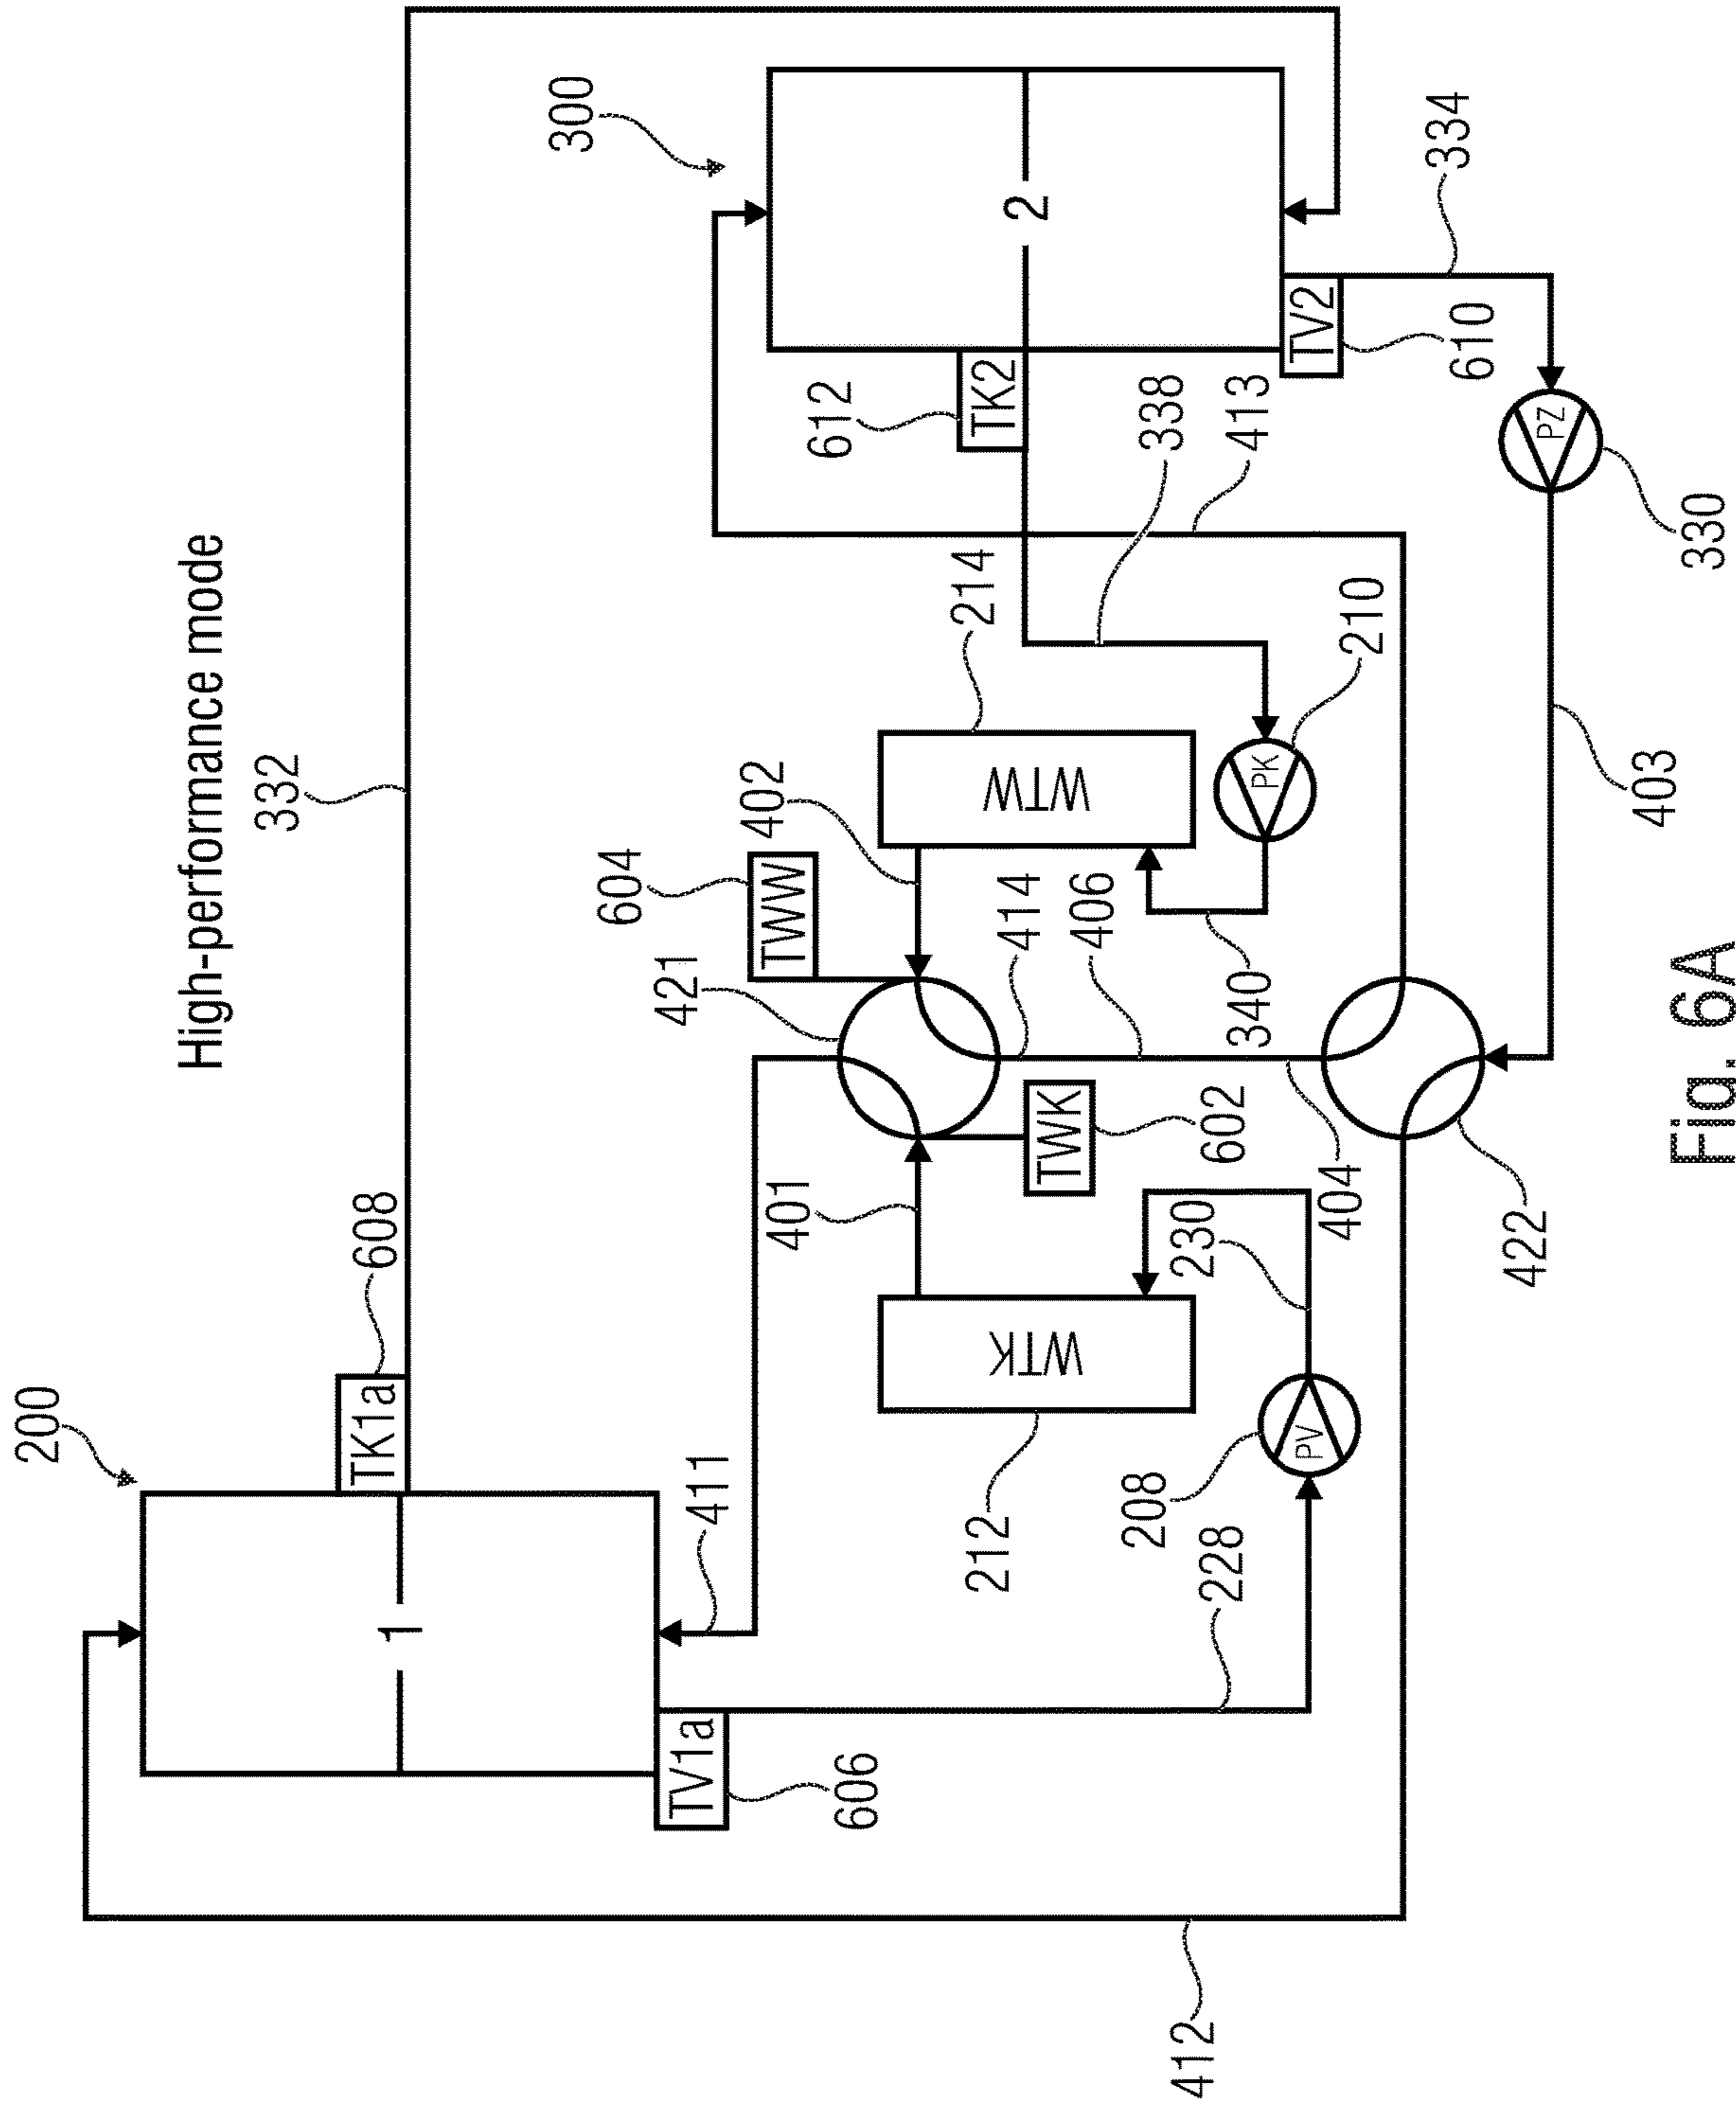 High-performance mode
332
200
TK1a
608
1
TV1a
606
411
412
228
PV
208
230
WTK
212
401
TWK
602
421
TWW
604
402
WTW
214
414
406
404
340
PK
210
338
413
TK2
612
300
2
TV2
610
334
PZ
330
403
422
Fig. 6A